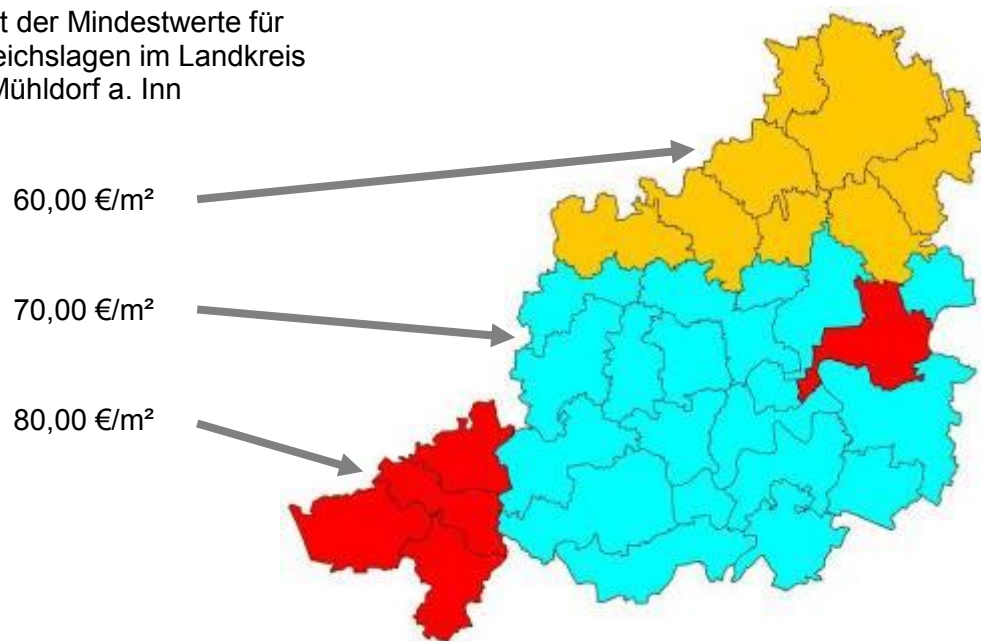 t der Mindestwerte für
eichslagen im Landkreis
Mühldorf a. Inn
60,00 €/m²
70,00 €/m²
80,00 €/m²